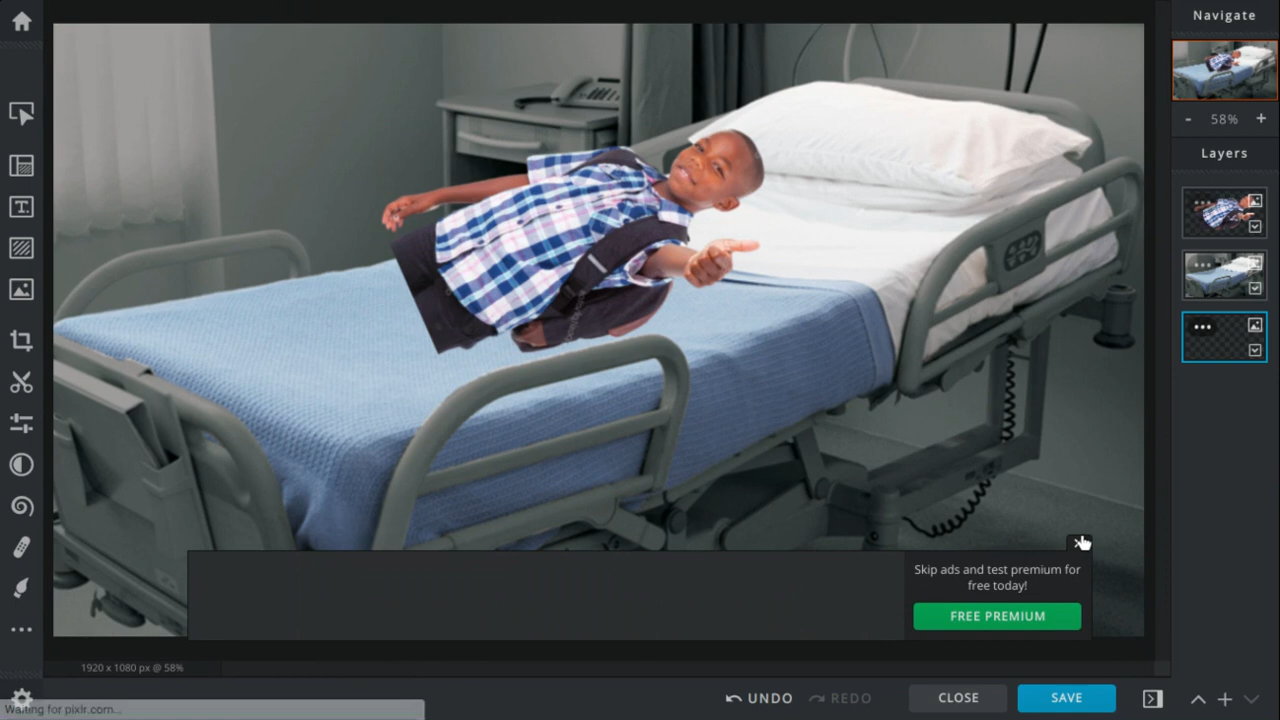 Navigate
- 58% +
Layers
Skip ads and test premium for
free today!
FREE PREMIUM
1920 x 1080 px @ 58%
UNDO
REDO
CLOSE
SAVE
Waiting for pixlr.com...